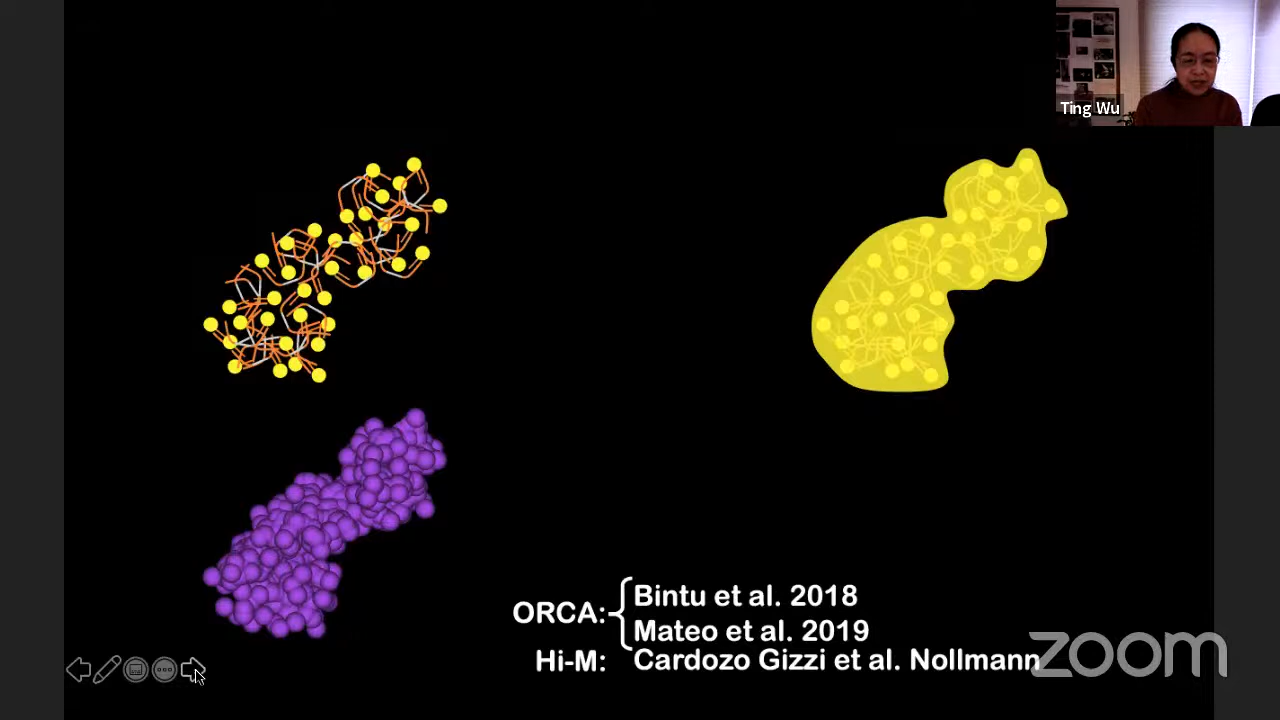 Ting Wu
ORCA:
Bintu et al. 2018
Mateo et al. 2019
Hi-M: Cardozo Gizzi et al. Nollmann
zoom